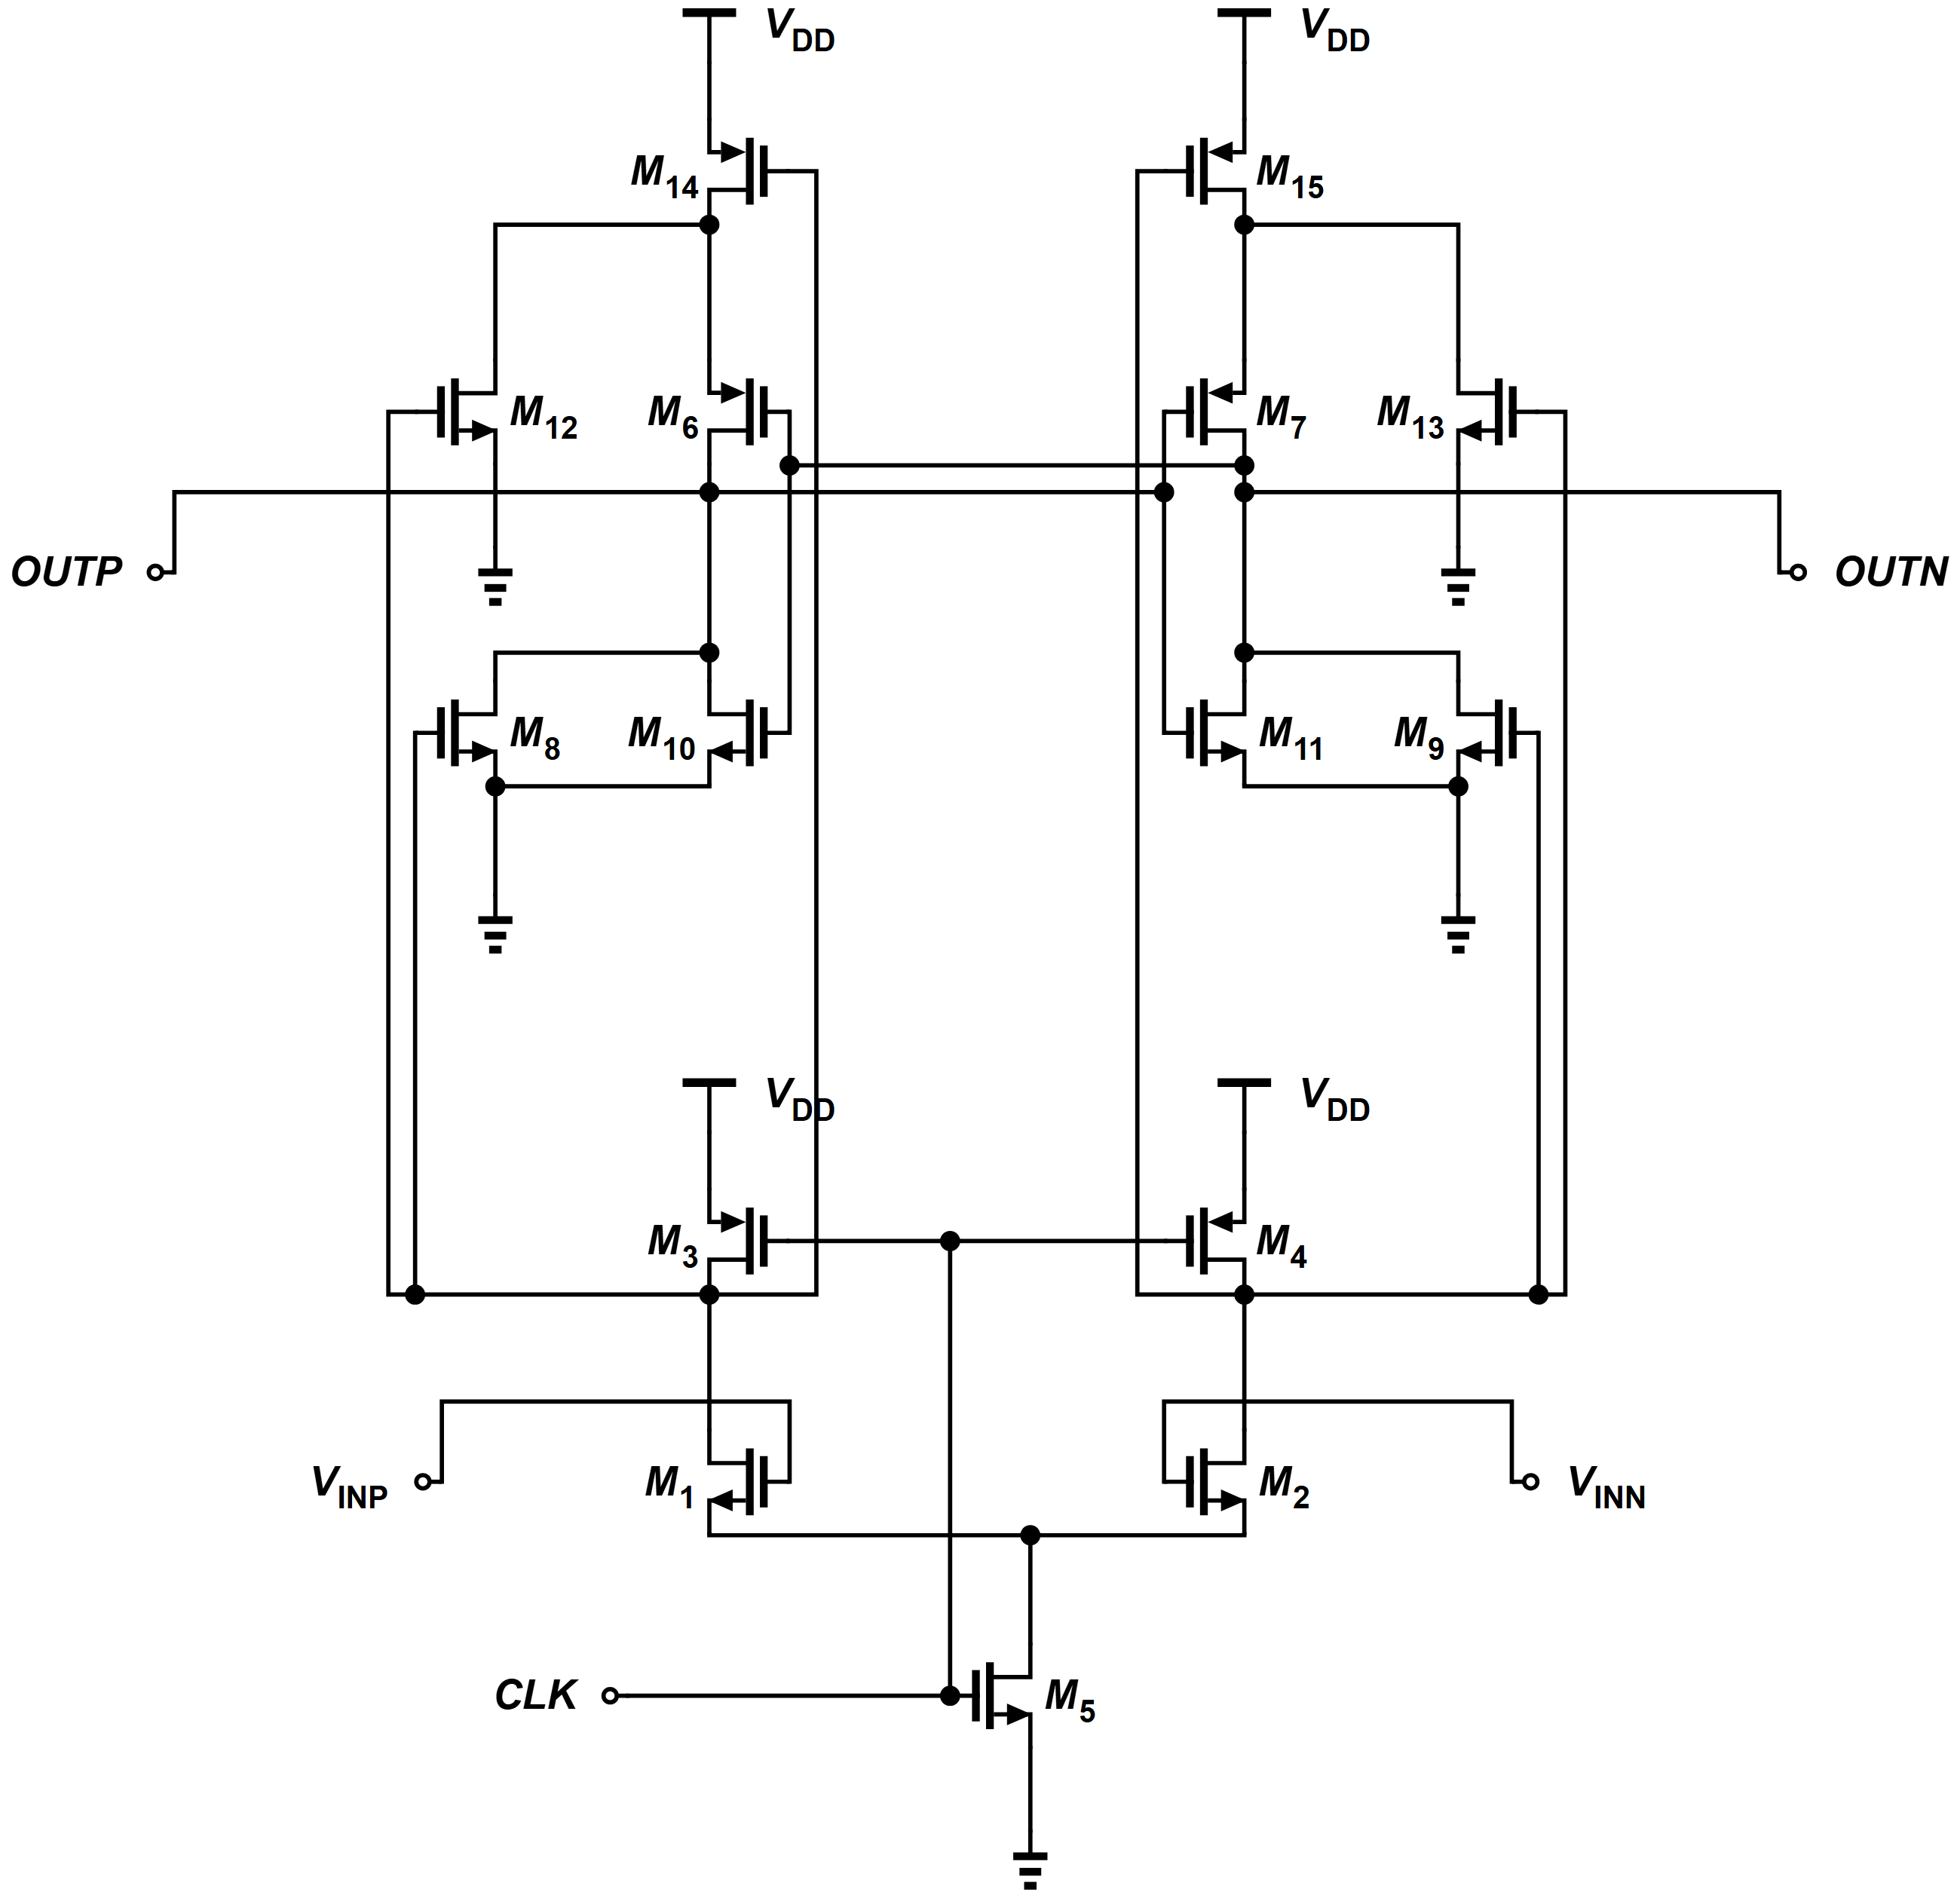 VDD VDD
M14 M15
M12 M6 M7 M13
OUTP OUTN
M8 M10 M11 M9
VDD VDD
M3 M4
VINP M1 M2 VINN
CLK M5